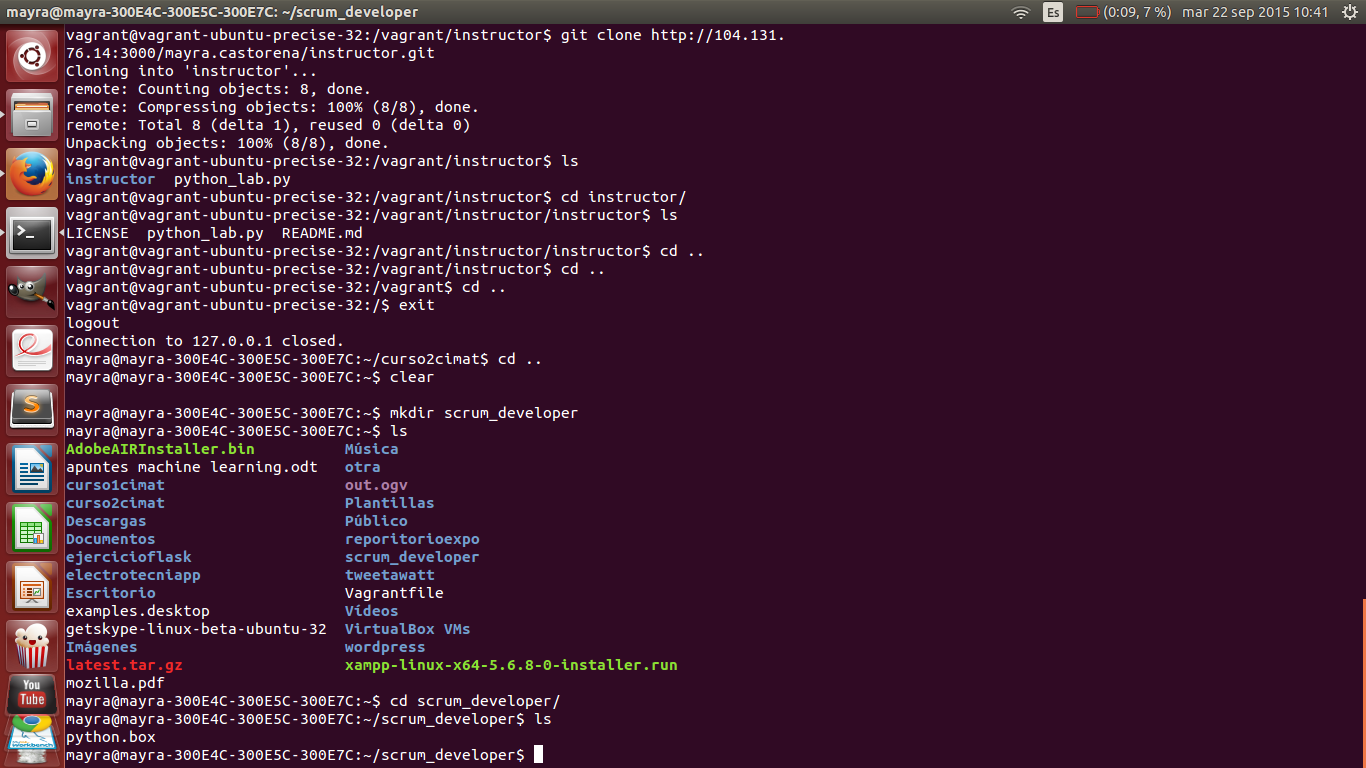 mayra@mayra-300E4C-300E5C-300E7C: ~/scrum_developer
Es
(0:09, 7 %)
mar 22 sep 2015 10:41
vagrant@vagrant-ubuntu-precise-32:/vagrant/instructor$ git clone http://104.131.
76.14:3000/mayra.castorena/instructor.git
Cloning into 'instructor'...
remote: Counting objects: 8, done.
remote: Compressing objects: 100% (8/8), done.
remote: Total 8 (delta 1), reused 0 (delta 0)
Unpacking objects: 100% (8/8), done.
vagrant@vagrant-ubuntu-precise-32:/vagrant/instructor$ ls
instructor  python_lab.py
vagrant@vagrant-ubuntu-precise-32:/vagrant/instructor$ cd instructor/
vagrant@vagrant-ubuntu-precise-32:/vagrant/instructor/instructor$ ls
LICENSE  python_lab.py  README.md
vagrant@vagrant-ubuntu-precise-32:/vagrant/instructor/instructor$ cd ..
vagrant@vagrant-ubuntu-precise-32:/vagrant/instructor$ cd ..
vagrant@vagrant-ubuntu-precise-32:/vagrant$ cd ..
vagrant@vagrant-ubuntu-precise-32:/$ exit
logout
Connection to 127.0.0.1 closed.
mayra@mayra-300E4C-300E5C-300E7C:~/curso2cimat$ cd ..
mayra@mayra-300E4C-300E5C-300E7C:~$ clear
mayra@mayra-300E4C-300E5C-300E7C:~$ mkdir scrum_developer
mayra@mayra-300E4C-300E5C-300E7C:~$ ls
AdobeAIRInstaller.bin          Música
apuntes machine learning.odt   otra
curso1cimat                    out.ogv
curso2cimat                    Plantillas
Descargas                      Público
Documentos                     reporitorioexpo
ejercicioflask                 scrum_developer
electrotecniapp                tweetawatt
Escritorio                     Vagrantfile
examples.desktop               Vídeos
getskype-linux-beta-ubuntu-32  VirtualBox VMs
Imágenes                       wordpress
latest.tar.gz                  xampp-linux-x64-5.6.8-0-installer.run
mozilla.pdf
mayra@mayra-300E4C-300E5C-300E7C:~$ cd scrum_developer/
mayra@mayra-300E4C-300E5C-300E7C:~/scrum_developer$ ls
python.box
mayra@mayra-300E4C-300E5C-300E7C:~/scrum_developer$
>_
S
You
Tube